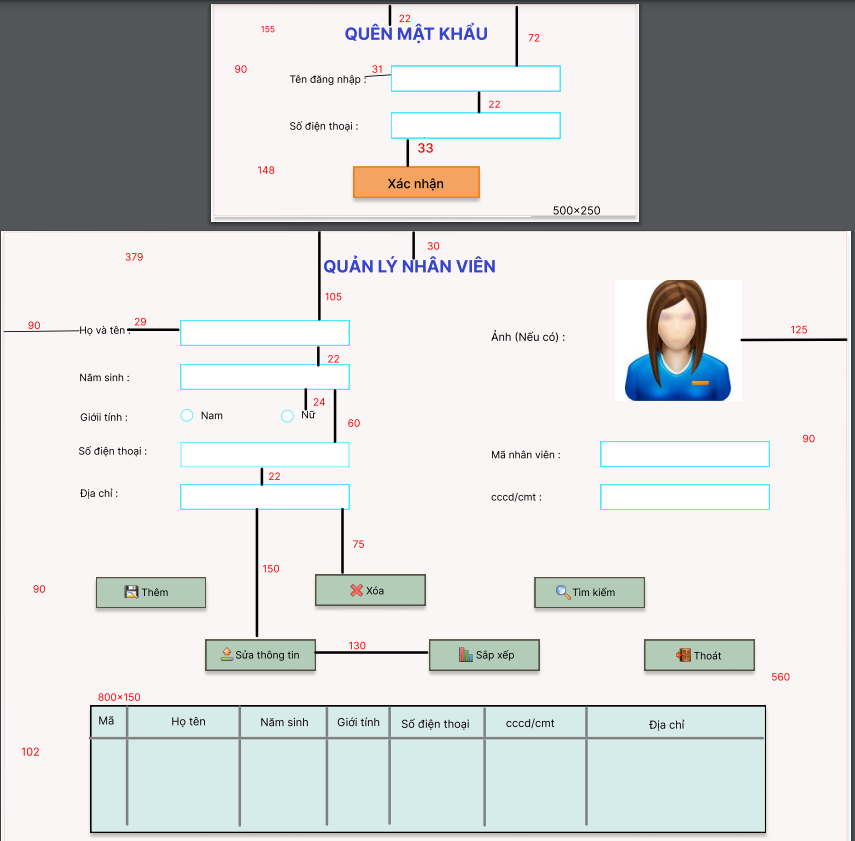 22
155
QUÊN MẬT KHẨU
72
90
31
Tên đăng nhập :
22
Số điện thoại :
33
148
Xác nhận
500×250
30
379
QUẢN LÝ NHÂN VIÊN
105
90
29
Họ và tên :
Ảnh (Nếu có) :
125
22
Năm sinh :
24
Giớii tính :
Nam
Nữ
60
90
Số điện thoại :
Mã nhân viên :
22
Địa chỉ :
cccd/cmt :
75
150
90
Thêm
Xóa
Tìm kiếm
130
Sửa thông tin
Sắp xếp
Thoát
560
800×150
Mã Họ tên Năm sinh Giới tính Số điện thoại cccd/cmt Địa chỉ
102